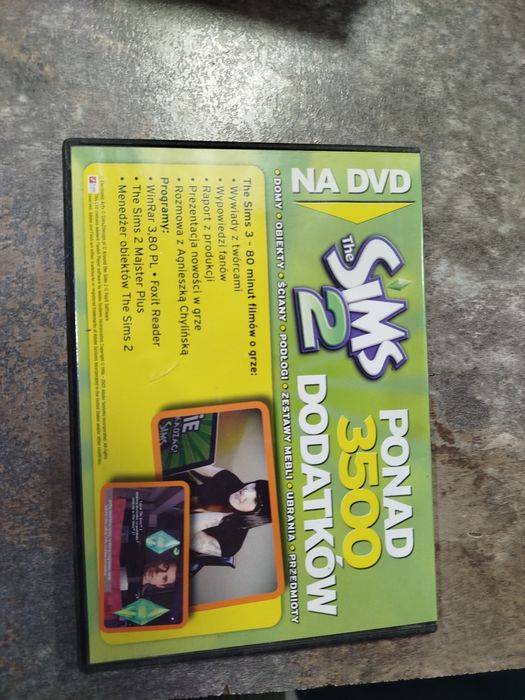 NA DVD
The SIMS 2
PONAD
3500
DODATKÓW
• DOMY • OBIEKTY • ŚCIANY • PODŁOGI • ZESTAWY MEBLI • UBRANIA • PRZEDMIOTY
The Sims 3 - 80 minut filmów o grze:
• Wywiady z twórcami
• Wypowiedzi fanów
• Raport z produkcji
• Prezentacja nowości w grze
• Rozmowa z Agnieszką Chylińską
Programy:
• WinRar 3,80 PL • Foxit Reader
• The Sims 2 Majster Plus
• Menedżer obiektów The Sims 2
SIMS